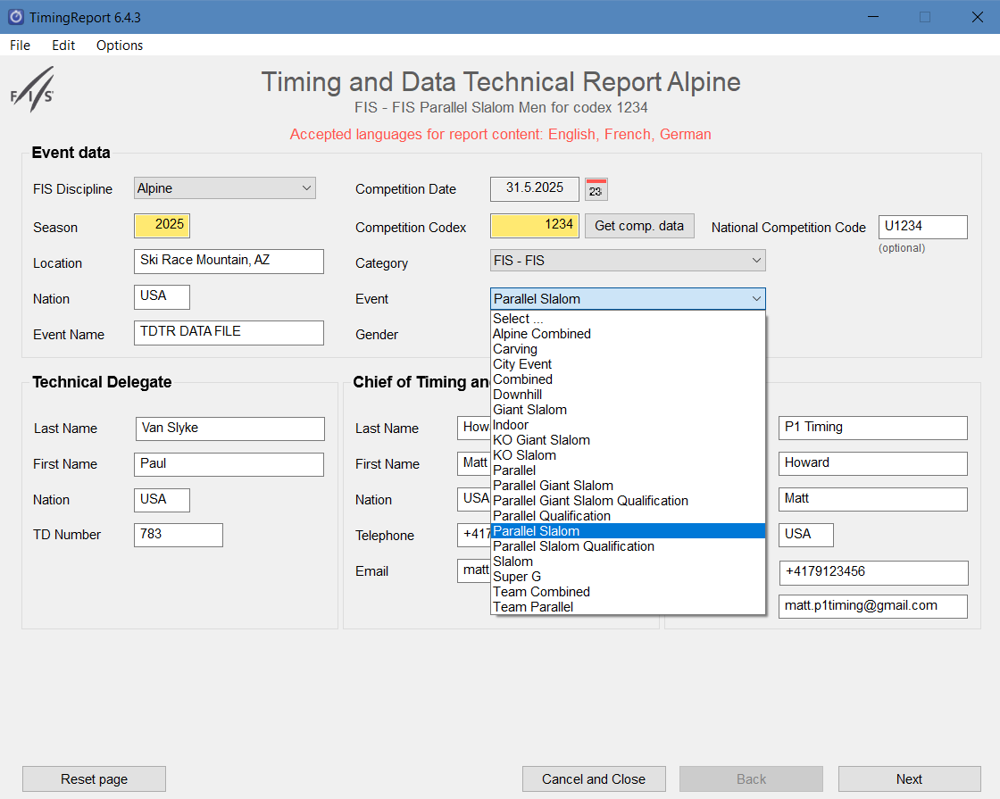 TimingReport 6.4.3
File Edit Options
FIS
Timing and Data Technical Report Alpine
FIS - FIS Parallel Slalom Men for codex 1234
Accepted languages for report content: English, French, German
Event data
FIS Discipline Alpine Competition Date 31.5.2025 23
Season 2025 Competition Codex 1234 Get comp. data National Competition Code U1234
(optional)
Location Ski Race Mountain, AZ Category FIS - FIS
Nation USA Event Parallel Slalom
Event Name TDTR DATA FILE Gender
Select ...
Alpine Combined
Carving
City Event
Combined
Downhill
Giant Slalom
Indoor
KO Giant Slalom
KO Slalom
Parallel
Parallel Giant Slalom
Parallel Giant Slalom Qualification
Parallel Qualification
Parallel Slalom
Parallel Slalom Qualification
Slalom
Super G
Team Combined
Team Parallel
Technical Delegate
Last Name Van Slyke
First Name Paul
Nation USA
TD Number 783
Chief of Timing an
Last Name How
First Name Matt
Nation USA
Telephone +417
Email matt
P1 Timing
Howard
Matt
USA
+4179123456
matt.p1timing@gmail.com
Reset page Cancel and Close Back Next